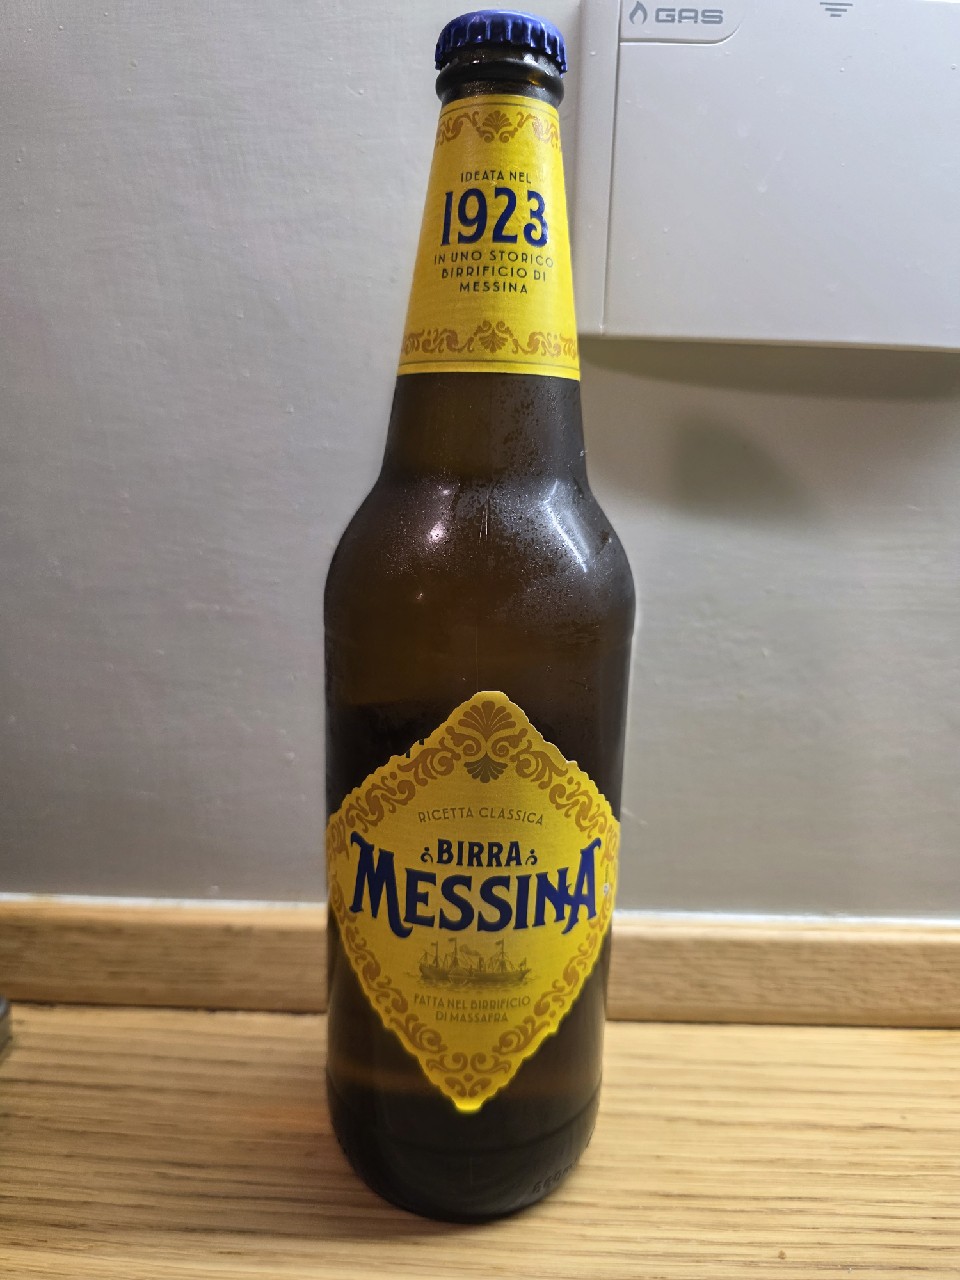 GAS
IDEATA NEL
1923
IN UNO STORICO
BIRRIFICIO DI
MESSINA
RICETTA CLASSICA
BIRRA
MESSINA
FATTA NEL BIRRIFICIO
DI MASSAFRA